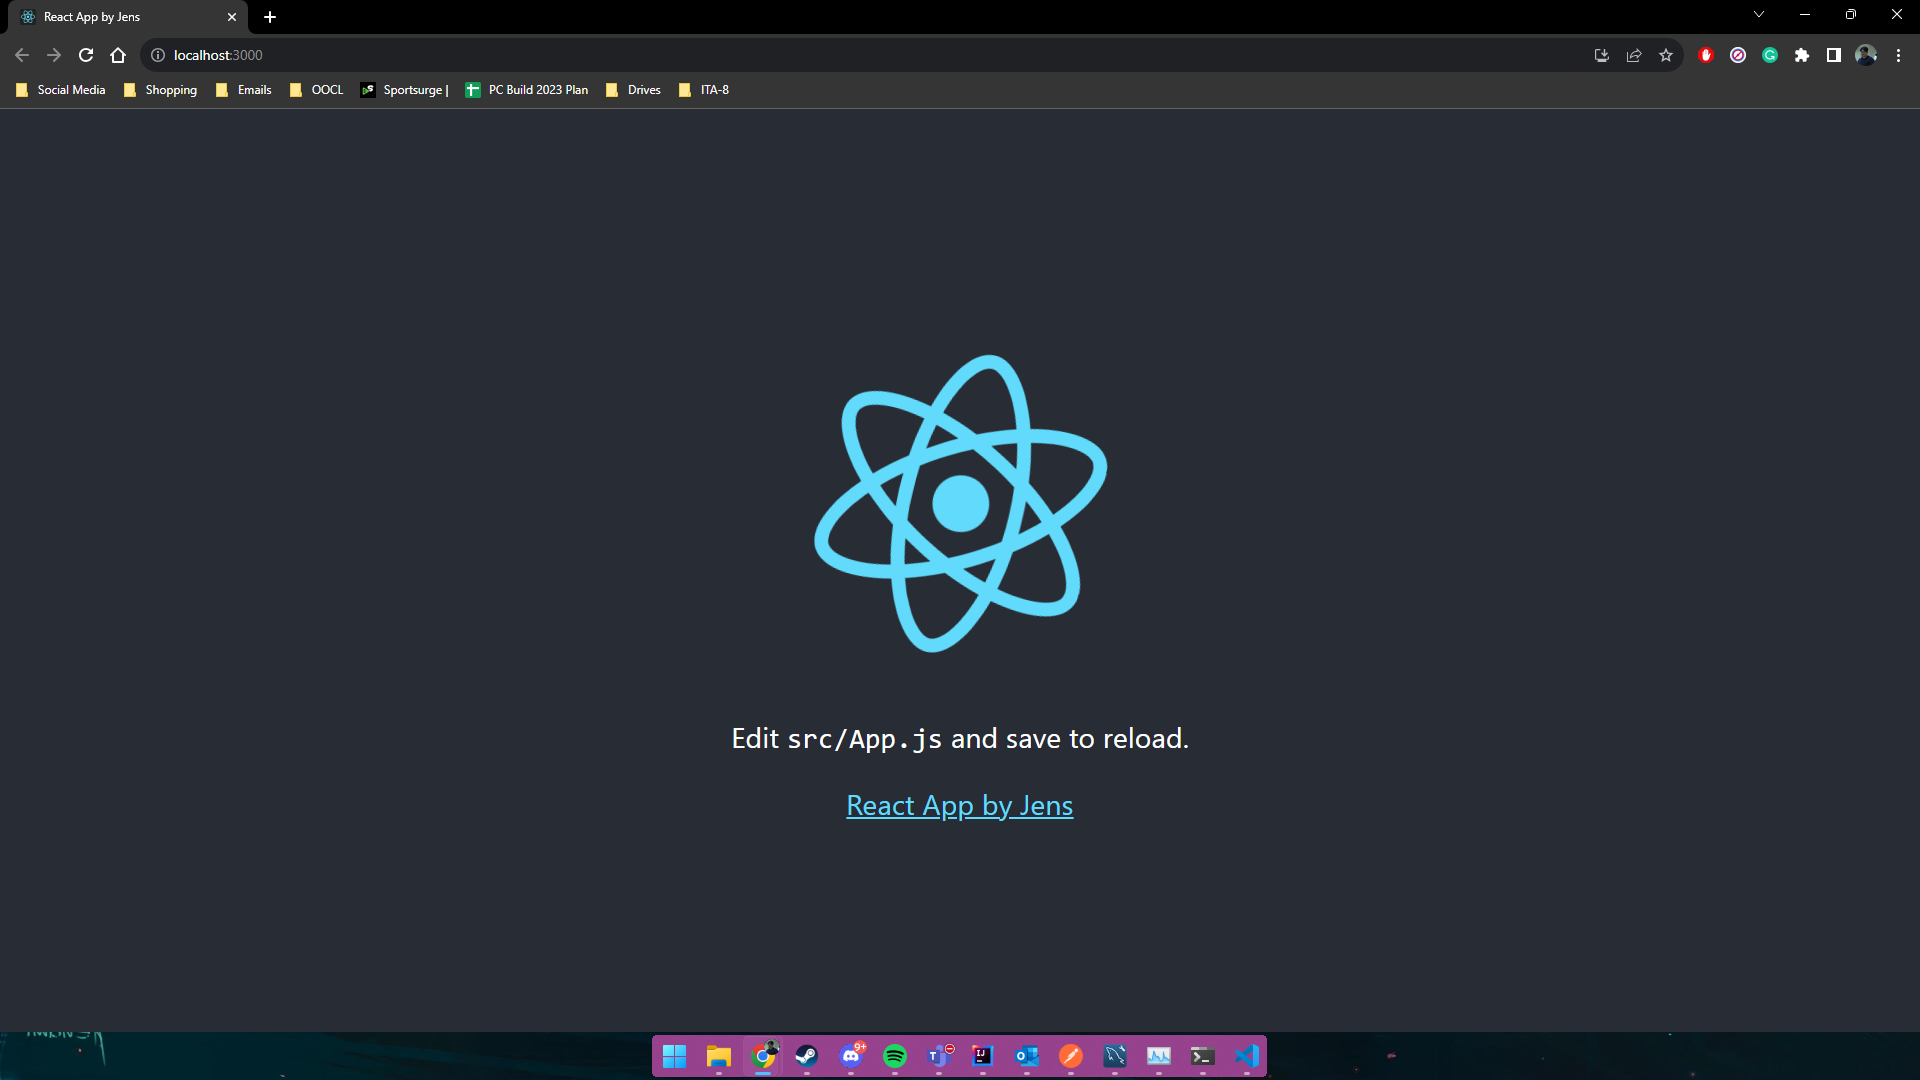 React App by Jens
localhost:3000
Social Media
Shopping
Emails
OOCL
Sportsurge |
PC Build 2023 Plan
Drives
ITA-8
Edit src/App.js and save to reload.
React App by Jens
9+